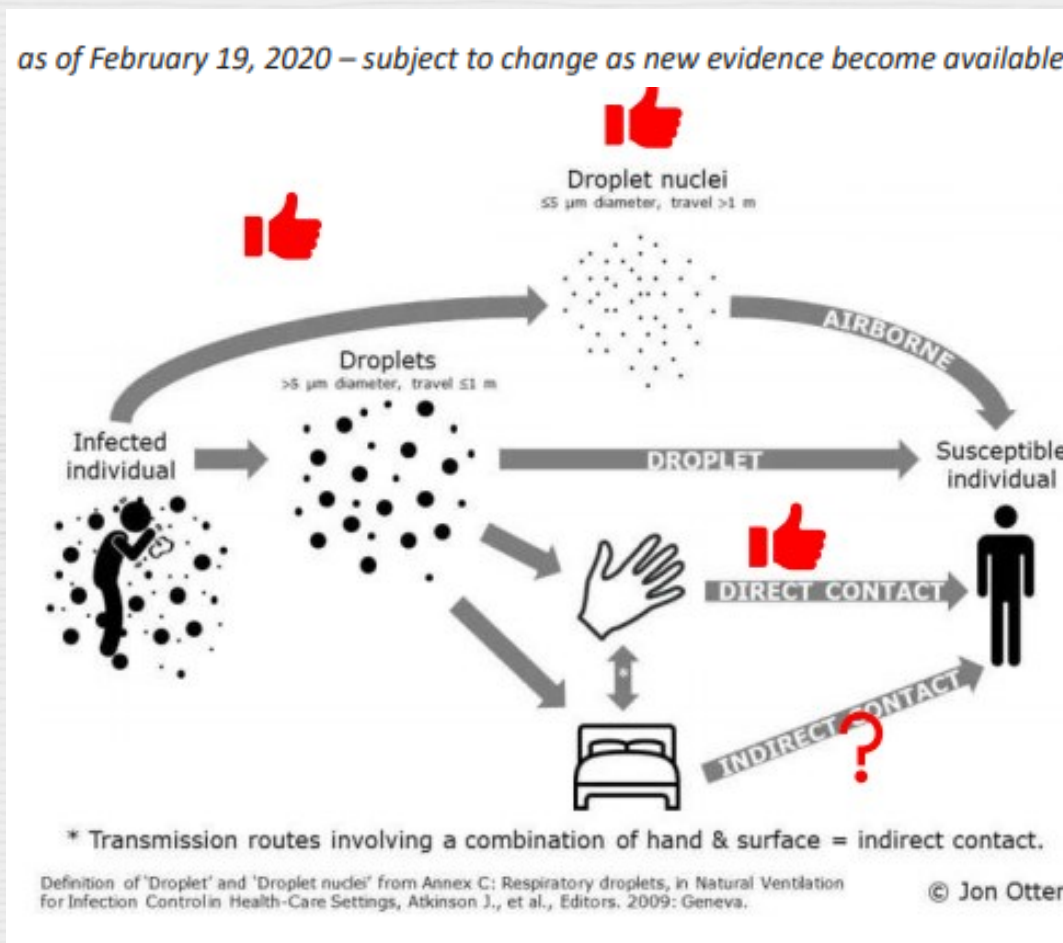 as of February 19, 2020 – subject to change as new evidence become available
Droplet nuclei
≤5 μm diameter, travel >1 m
AIRBORNE
Droplets
>5 μm diameter, travel ≤1 m
Infected
individual
DROPLET
Susceptible
individual
DIRECT CONTACT
*
INDIRECT CONTACT
?
* Transmission routes involving a combination of hand & surface = indirect contact.
Definition of 'Droplet' and 'Droplet nuclei' from Annex C: Respiratory droplets, in Natural Ventilation
for Infection Control in Health-Care Settings, Atkinson J., et al., Editors. 2009: Geneva.
© Jon Otter